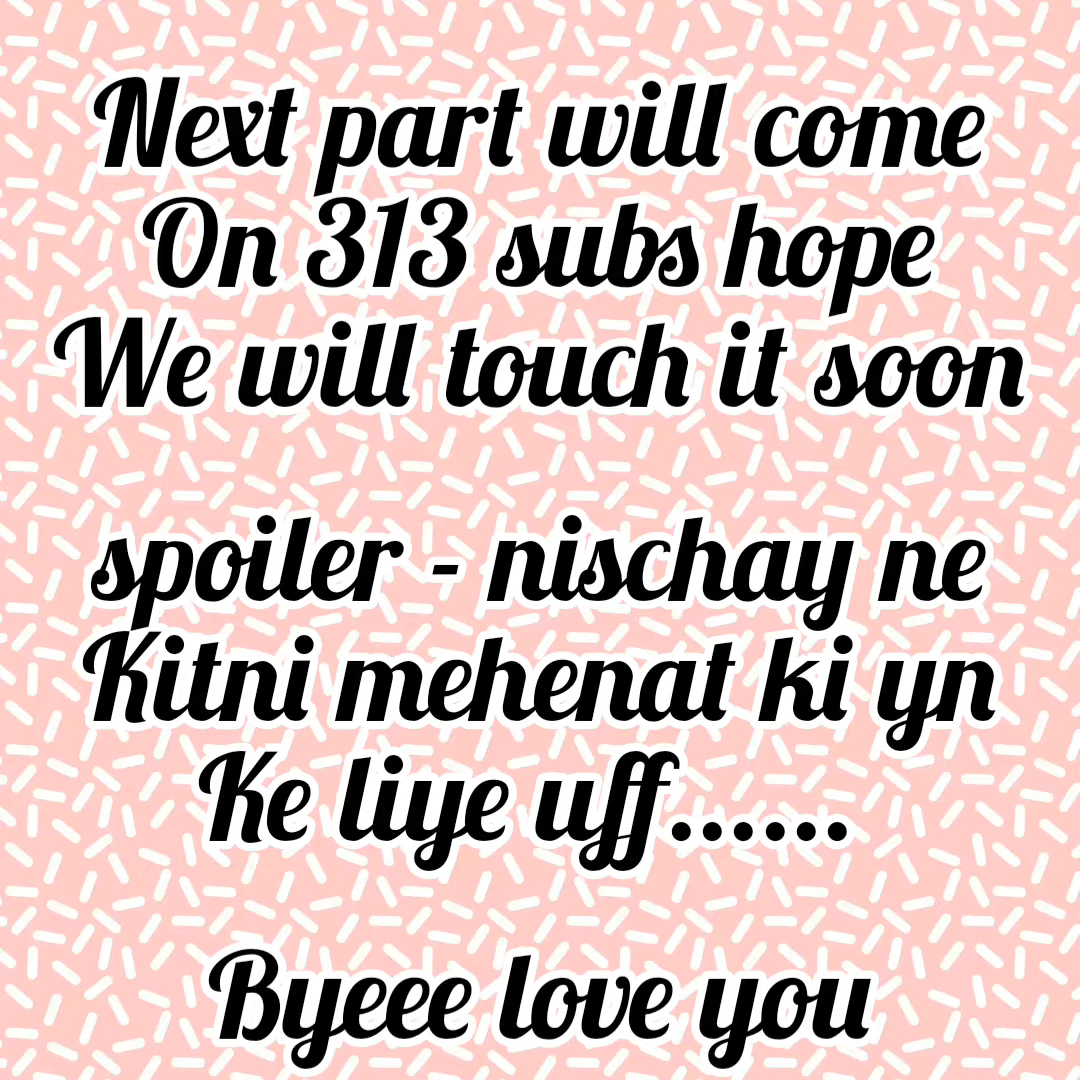 Next part will come
On 313 subs hope
We will touch it soon
spoiler - nischay ne
Kitni mehenat ki yn
Ke liye uff......
Byeee love you